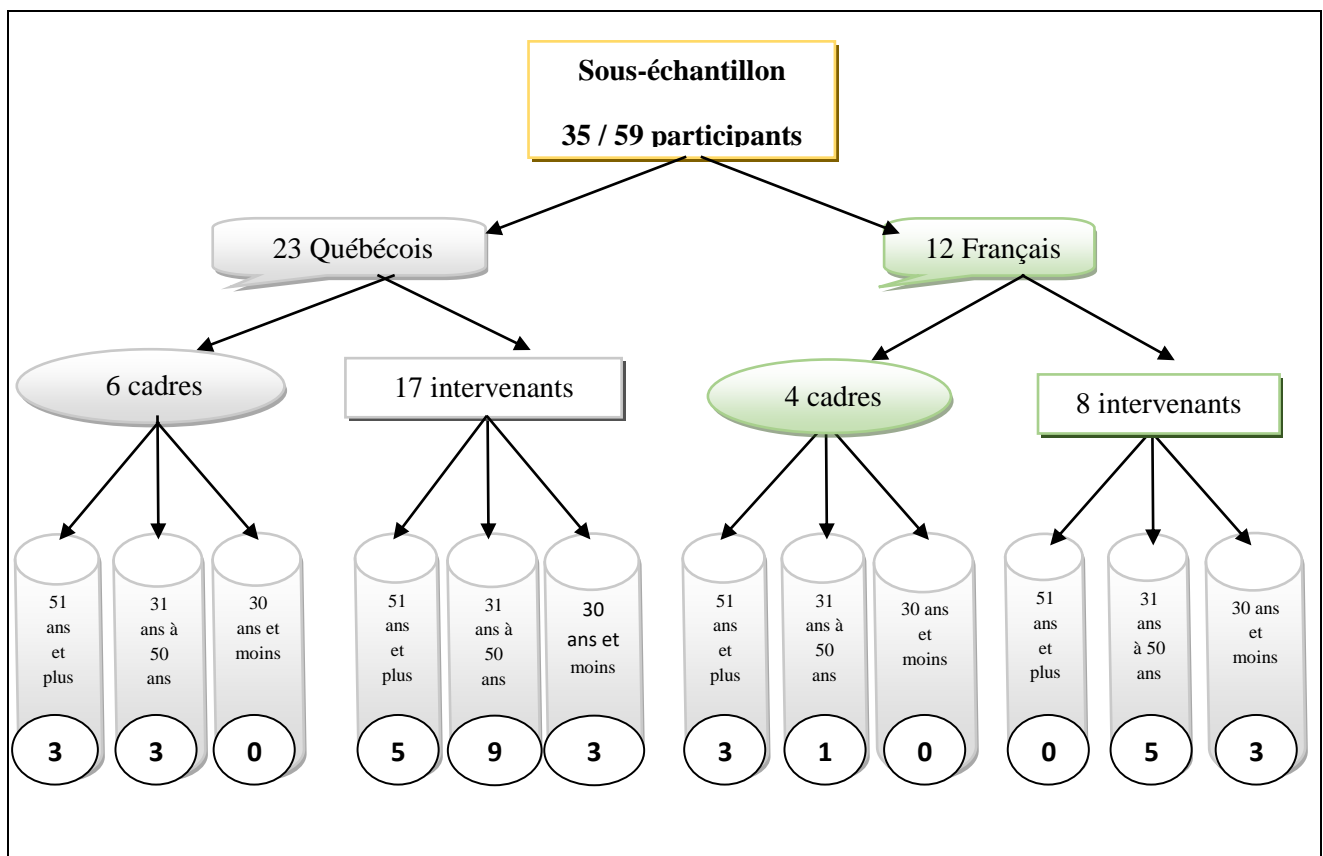 Sous-échantillon
35 / 59 participants
23 Québécois
12 Français
6 cadres
17 intervenants
4 cadres
8 intervenants
51
ans
et
plus
3
31
ans à
50
ans
3
30
ans et
moins
0
51
ans
et
plus
5
31
ans à
50
ans
9
30
ans et
moins
3
51
ans
et
plus
3
31
ans à
50
ans
1
30 ans
et
moins
0
51
ans
et
plus
0
31
ans
à 50
ans
5
30 ans
et
moins
3